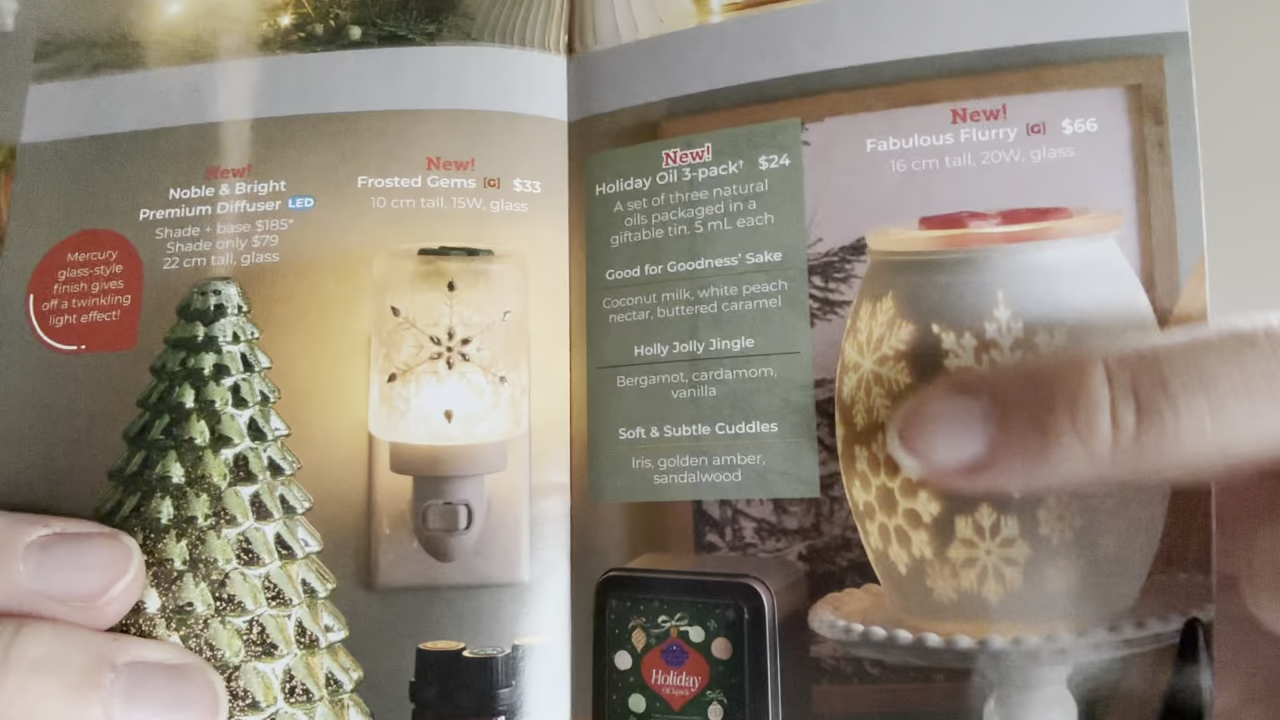 New!
Noble & Bright
Premium Diffuser LED
Shade + base $185*
Shade only $79
22 cm tall, glass
Mercury
glass-style
finish gives
off a twinkling
light effect!
New!
Frosted Gems [G] $33
10 cm tall, 15W, glass
New!
Holiday Oil 3-pack† $24
A set of three natural
oils packaged in a
giftable tin. 5 mL each
Good for Goodness' Sake
Coconut milk, white peach
nectar, buttered caramel
Holly Jolly Jingle
Bergamot, cardamom,
vanilla
Soft & Subtle Cuddles
Iris, golden amber,
sandalwood
New!
Fabulous Flurry [G] $66
16 cm tall, 20W, glass
Holiday
Oil 3-pack